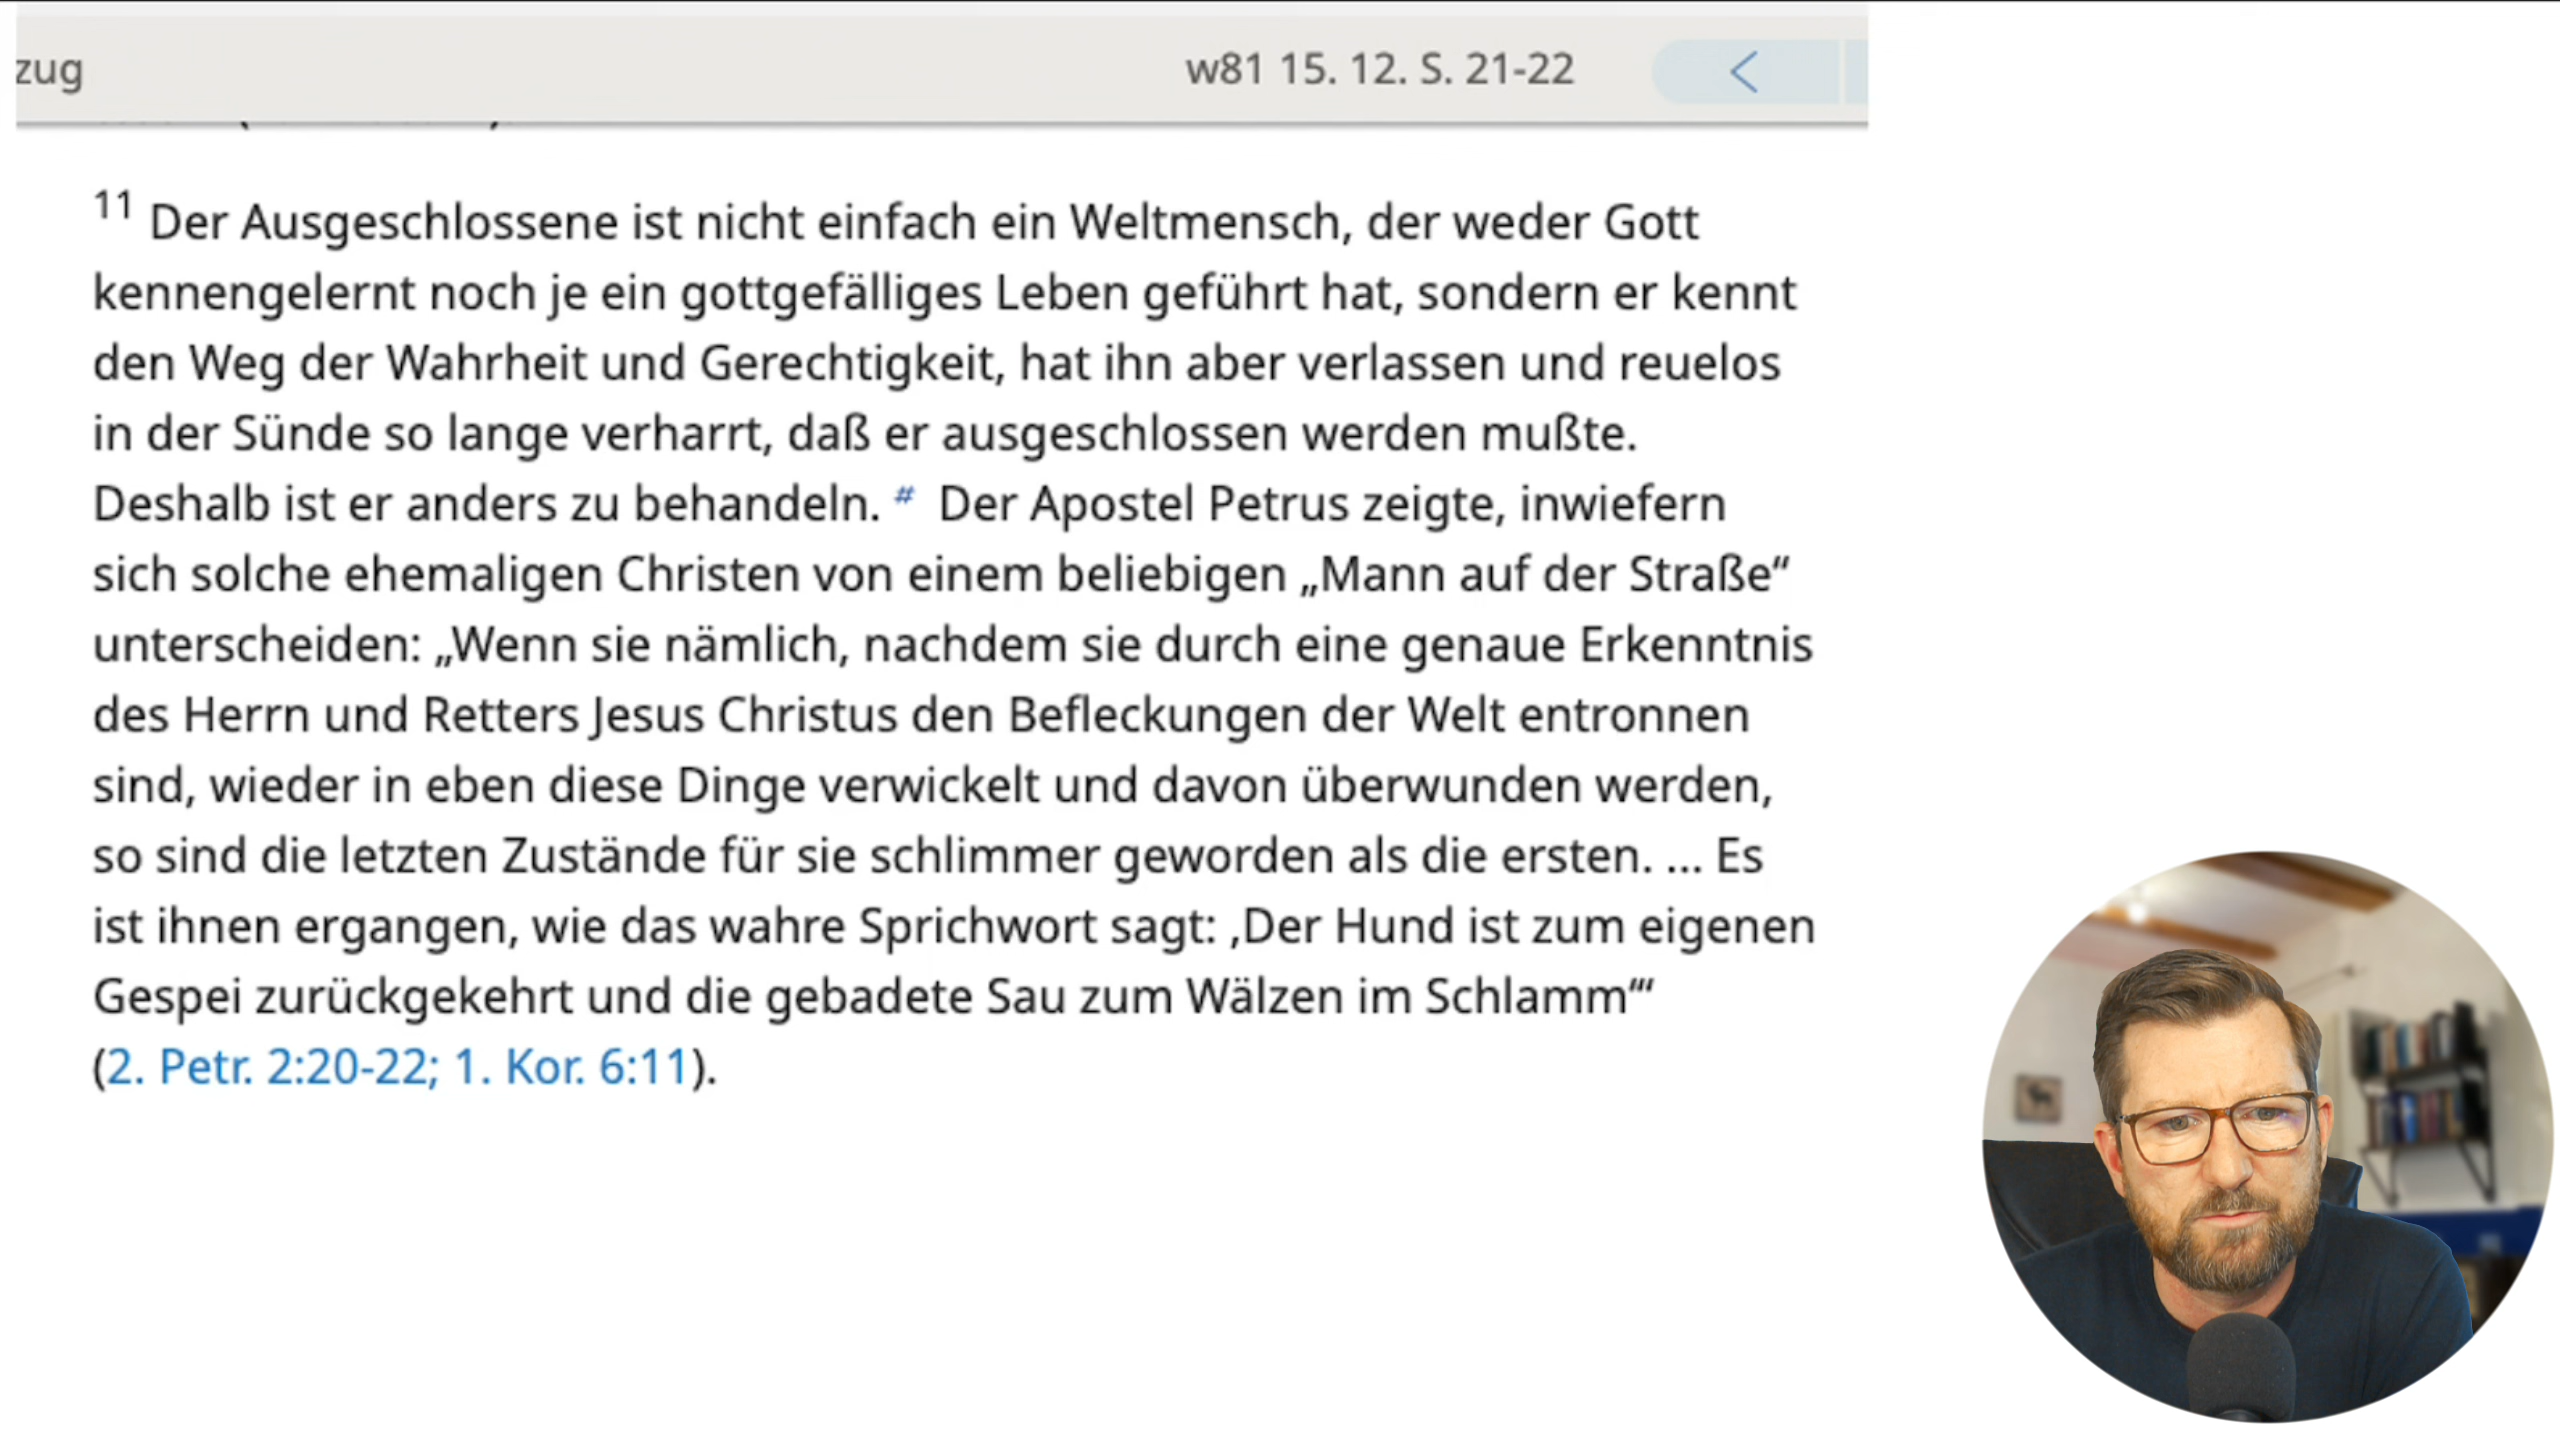 zug
w81 15. 12. S. 21-22
11 Der Ausgeschlossene ist nicht einfach ein Weltmensch, der weder Gott
kennengelernt noch je ein gottgefälliges Leben geführt hat, sondern er kennt
den Weg der Wahrheit und Gerechtigkeit, hat ihn aber verlassen und reuelos
in der Sünde so lange verharrt, daß er ausgeschlossen werden mußte.
Deshalb ist er anders zu behandeln. # Der Apostel Petrus zeigte, inwiefern
sich solche ehemaligen Christen von einem beliebigen „Mann auf der Straße“
unterscheiden: „Wenn sie nämlich, nachdem sie durch eine genaue Erkenntnis
des Herrn und Retters Jesus Christus den Befleckungen der Welt entronnen
sind, wieder in eben diese Dinge verwickelt und davon überwunden werden,
so sind die letzten Zustände für sie schlimmer geworden als die ersten. ... Es
ist ihnen ergangen, wie das wahre Sprichwort sagt: ‚Der Hund ist zum eigenen
Gespei zurückgekehrt und die gebadete Sau zum Wälzen im Schlamm‘“
(2. Petr. 2:20-22; 1. Kor. 6:11).